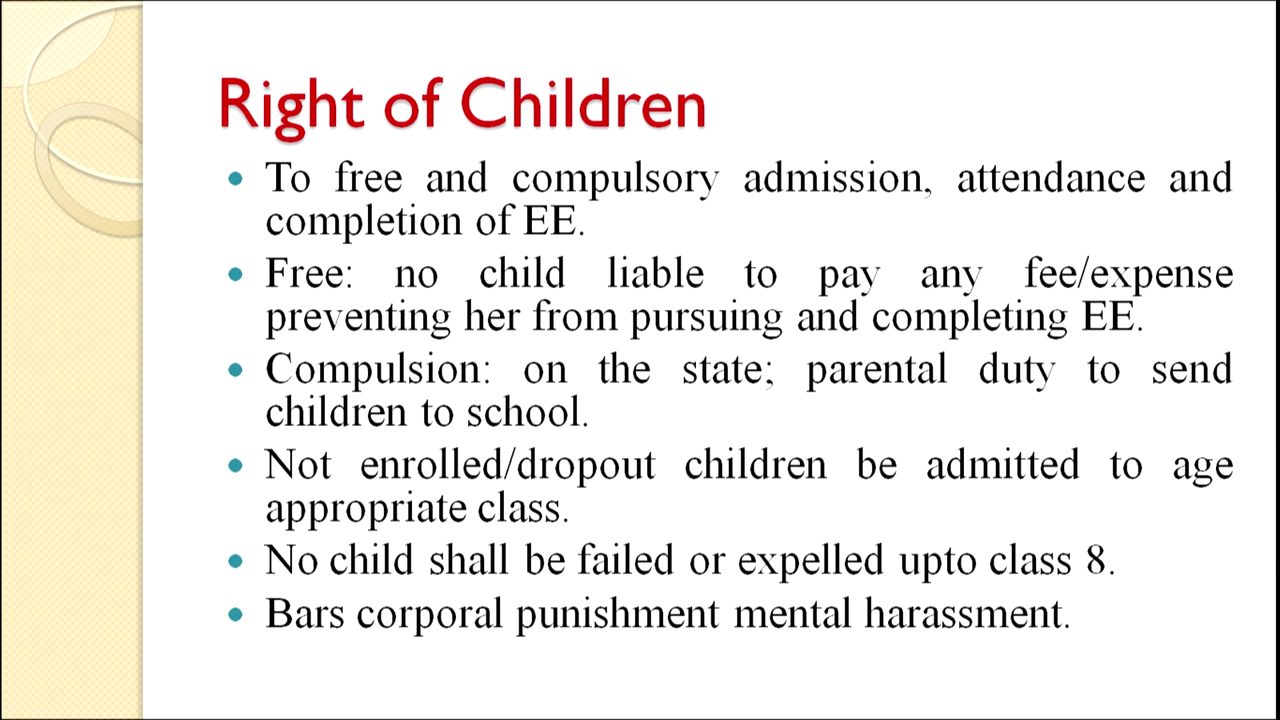 Right of Children
• To free and compulsory admission, attendance and
completion of EE.
• Free: no child liable to pay any fee/expense
preventing her from pursuing and completing EE.
• Compulsion: on the state; parental duty to send
children to school.
• Not enrolled/dropout children be admitted to age
appropriate class.
• No child shall be failed or expelled upto class 8.
• Bars corporal punishment mental harassment.